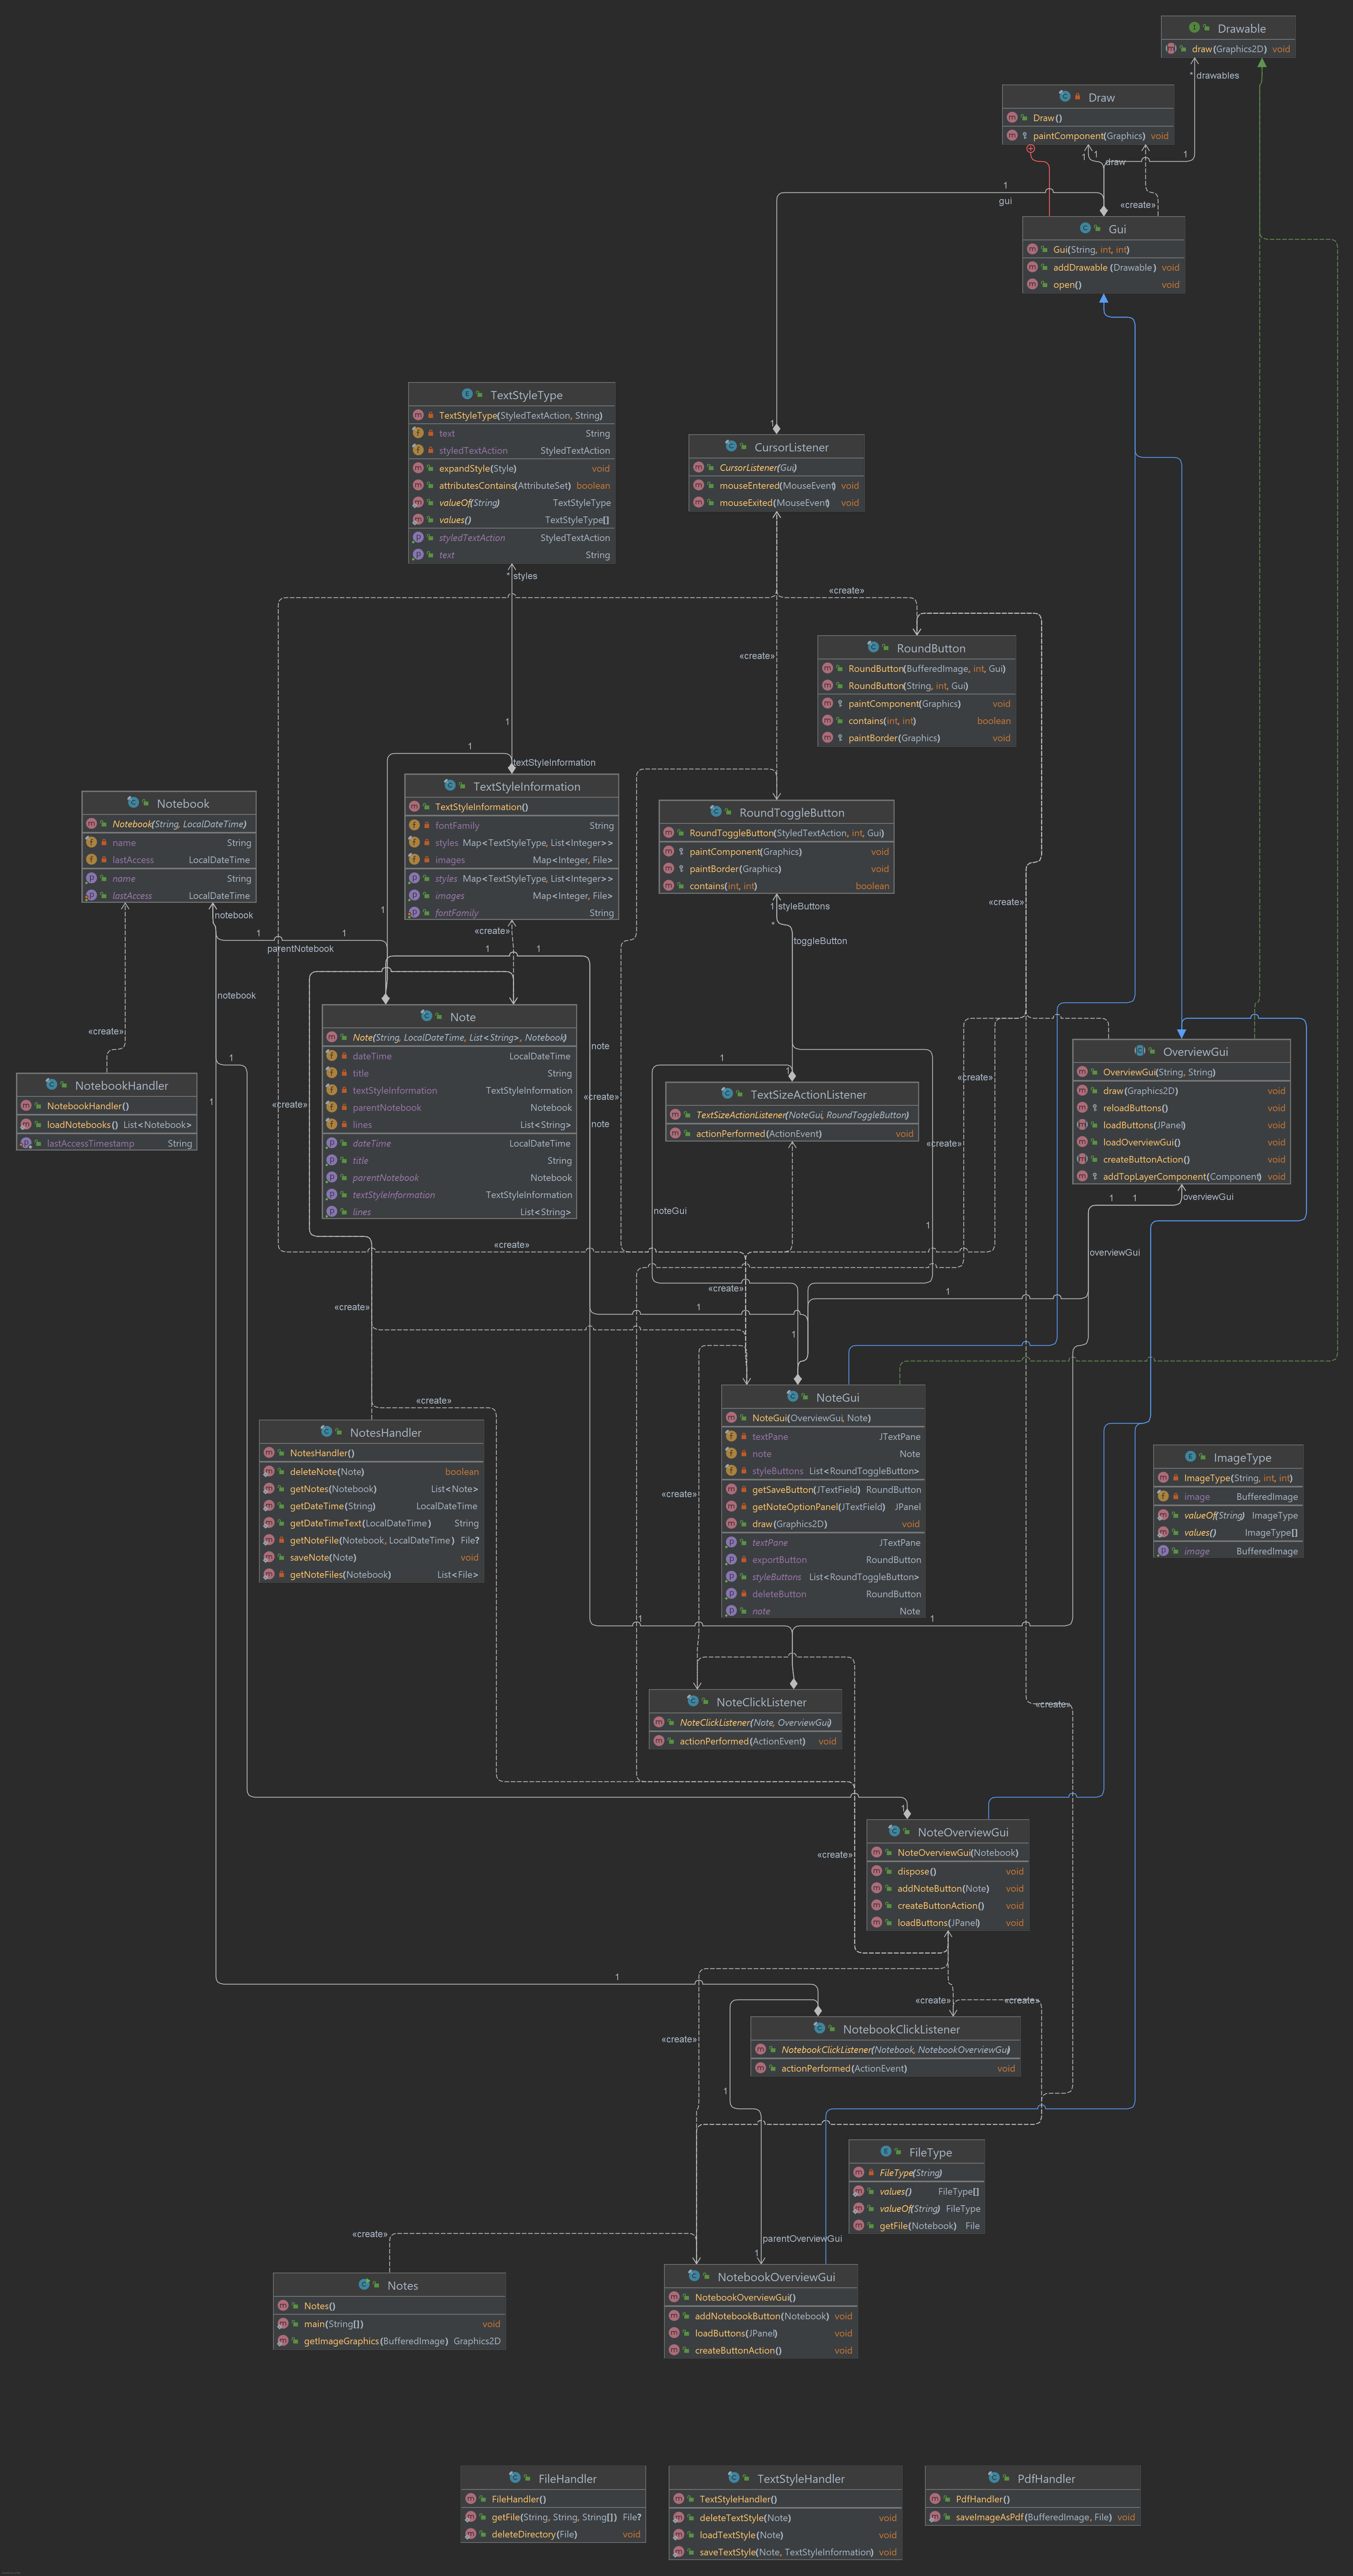 Drawable
draw(Graphics2D) void
* drawables
Draw
Draw()
paintComponent(Graphics) void
1
1
draw
1
«create»
1
gui
Gui
Gui(String, int, int)
addDrawable(Drawable) void
open() void
TextStyleType
TextStyleType(StyledTextAction, String)
text String
styledTextAction StyledTextAction
expandStyle(Style) void
attributesContains(AttributeSet) boolean
valueOf(String) TextStyleType
values() TextStyleType[]
styledTextAction StyledTextAction
text String
* styles
1
CursorListener
CursorListener(Gui)
mouseEntered(MouseEvent) void
mouseExited(MouseEvent) void
«create»
«create»
RoundButton
RoundButton(BufferedImage, int, Gui)
RoundButton(String, int, Gui)
paintComponent(Graphics) void
contains(int, int) boolean
paintBorder(Graphics) void
1
1
textStyleInformation
Notebook
Notebook(String, LocalDateTime)
name String
lastAccess LocalDateTime
name String
lastAccess LocalDateTime
TextStyleInformation
TextStyleInformation()
fontFamily String
styles Map<TextStyleType, List<Integer>>
images Map<Integer, File>
styles Map<TextStyleType, List<Integer>>
images Map<Integer, File>
fontFamily String
RoundToggleButton
RoundToggleButton(StyledTextAction, int, Gui)
paintComponent(Graphics) void
paintBorder(Graphics) void
contains(int, int) boolean
notebook
1
1
1
parentNotebook
«create»
1
1
1 styleButtons
*
toggleButton
«create»
notebook
«create»
Note
Note(String, LocalDateTime, List<String>, Notebook)
dateTime LocalDateTime
title String
textStyleInformation TextStyleInformation
parentNotebook Notebook
lines List<String>
dateTime LocalDateTime
title String
parentNotebook Notebook
textStyleInformation TextStyleInformation
lines List<String>
NotebookHandler
NotebookHandler()
loadNotebooks() List<Notebook>
lastAccessTimestamp String
1
1
«create»
note
«create»
note
1
1
TextSizeActionListener
TextSizeActionListener(NoteGui, RoundToggleButton)
actionPerformed(ActionEvent) void
«create»
«create»
OverviewGui
OverviewGui(String, String)
draw(Graphics2D) void
reloadButtons() void
loadButtons(JPanel) void
loadOverviewGui() void
createButtonAction() void
addTopLayerComponent(Component) void
noteGui
1
1
1
overviewGui
overviewGui
«create»
«create»
«create»
1
1
1
NoteGui
NoteGui(OverviewGui, Note)
textPane JTextPane
note Note
styleButtons List<RoundToggleButton>
getSaveButton(JTextField) RoundButton
getNoteOptionPanel(JTextField) JPanel
draw(Graphics2D) void
textPane JTextPane
exportButton RoundButton
styleButtons List<RoundToggleButton>
deleteButton RoundButton
note Note
«create»
NotesHandler
NotesHandler()
deleteNote(Note) boolean
getNotes(Notebook) List<Note>
getDateTime(String) LocalDateTime
getDateTimeText(LocalDateTime) String
getNoteFile(Notebook, LocalDateTime) File?
saveNote(Note) void
getNoteFiles(Notebook) List<File>
«create»
ImageType
ImageType(String, int, int)
image BufferedImage
valueOf(String) ImageType
values() ImageType[]
image BufferedImage
1
1
NoteClickListener
NoteClickListener(Note, OverviewGui)
actionPerformed(ActionEvent) void
«create»
1
NoteOverviewGui
NoteOverviewGui(Notebook)
dispose() void
addNoteButton(Note) void
createButtonAction() void
loadButtons(JPanel) void
«create»
1
«create»
«create»
NotebookClickListener
NotebookClickListener(Notebook, NotebookOverviewGui)
actionPerformed(ActionEvent) void
«create»
1
FileType
FileType(String)
values() FileType[]
valueOf(String) FileType
getFile(Notebook) File
«create»
parentOverviewGui
1
Notes
Notes()
main(String[]) void
getImageGraphics(BufferedImage) Graphics2D
NotebookOverviewGui
NotebookOverviewGui()
addNotebookButton(Notebook) void
loadButtons(JPanel) void
createButtonAction() void
FileHandler
FileHandler()
getFile(String, String, String[]) File?
deleteDirectory(File) void
TextStyleHandler
TextStyleHandler()
deleteTextStyle(Note) void
loadTextStyle(Note) void
saveTextStyle(Note, TextStyleInformation) void
PdfHandler
PdfHandler()
saveImageAsPdf(BufferedImage, File) void